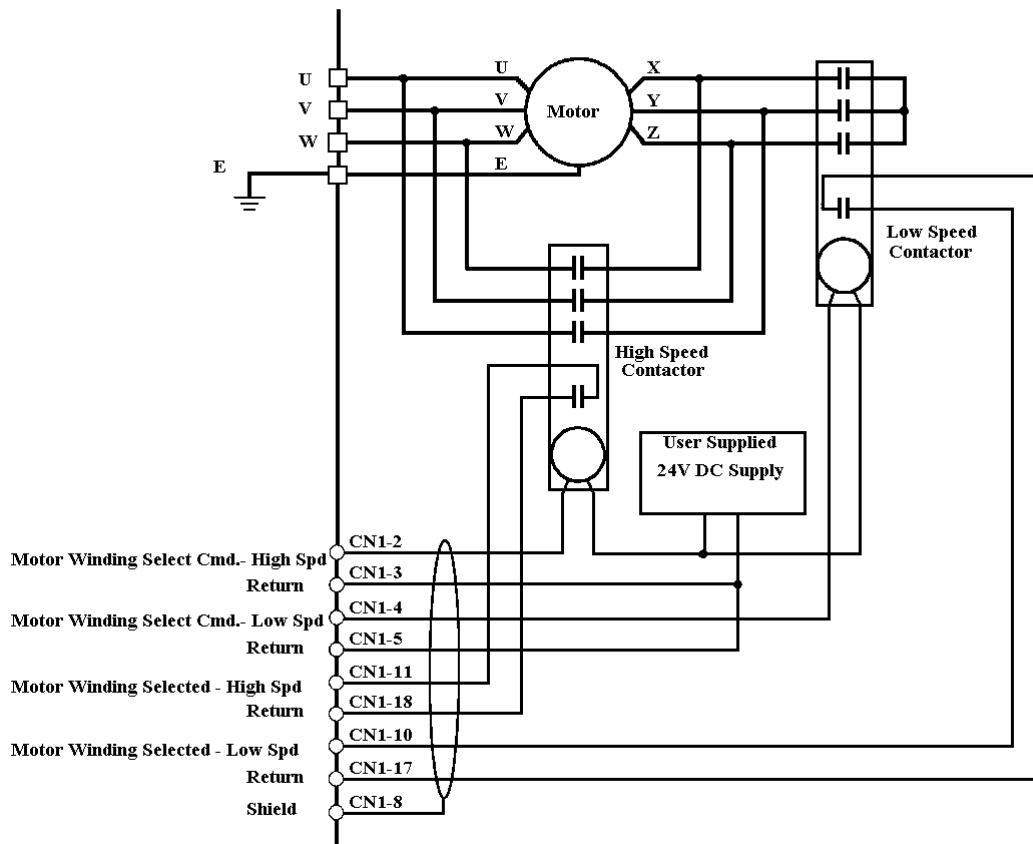 U
V
W
E
U
V
W
E
Motor
X
Y
Z
Low Speed
Contactor
High Speed
Contactor
User Supplied
24V DC Supply
Motor Winding Select Cmd.- High Spd
CN1-2
Return
CN1-3
Motor Winding Select Cmd.- Low Spd
CN1-4
Return
CN1-5
Motor Winding Selected - High Spd
CN1-11
Return
CN1-18
Motor Winding Selected - Low Spd
CN1-10
Return
CN1-17
Shield
CN1-8